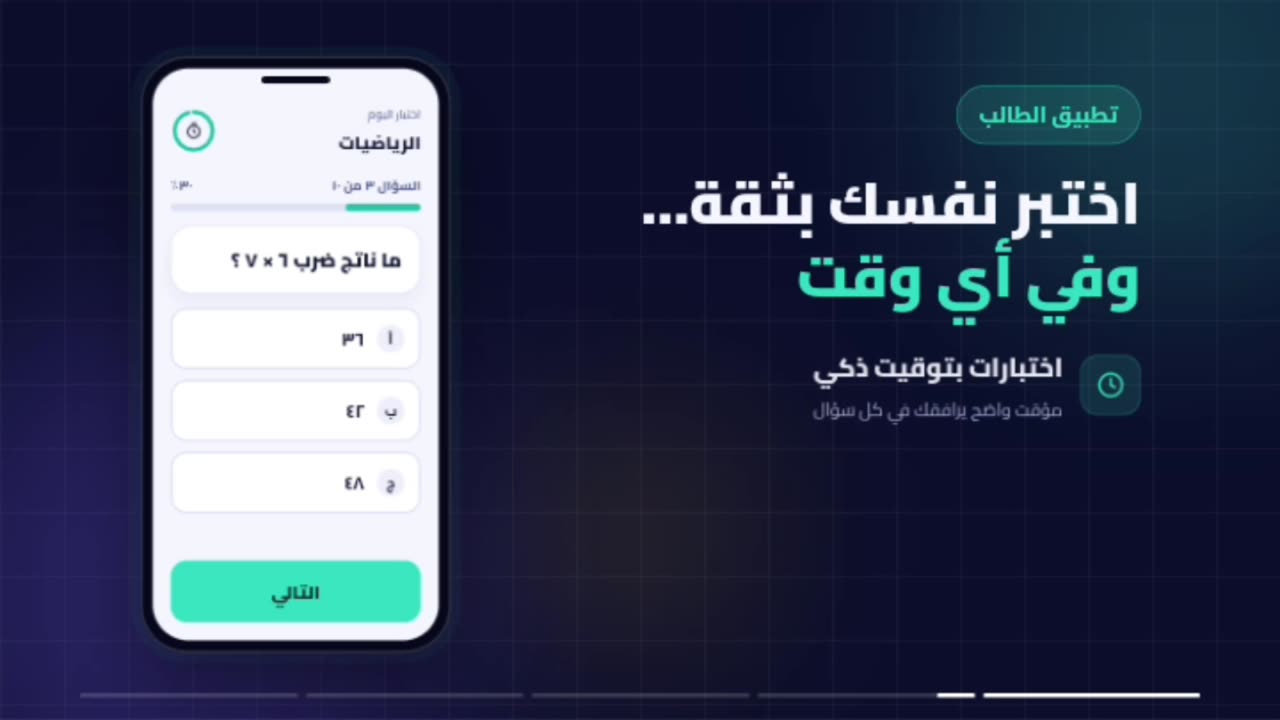 تطبيق الطالب
اختبر نفسك بثقة...
وفي أي وقت
اختبارات بتوقيت ذكي
مؤقت واضح يرافقك في كل سؤال
اختبار اليوم
الرياضيات
السؤال ٣ من ١٠
٣٠٪
ما ناتج ضرب ٦ × ٧ ؟
أ ٣٦
ب ٤٢
ج ٤٨
التالي